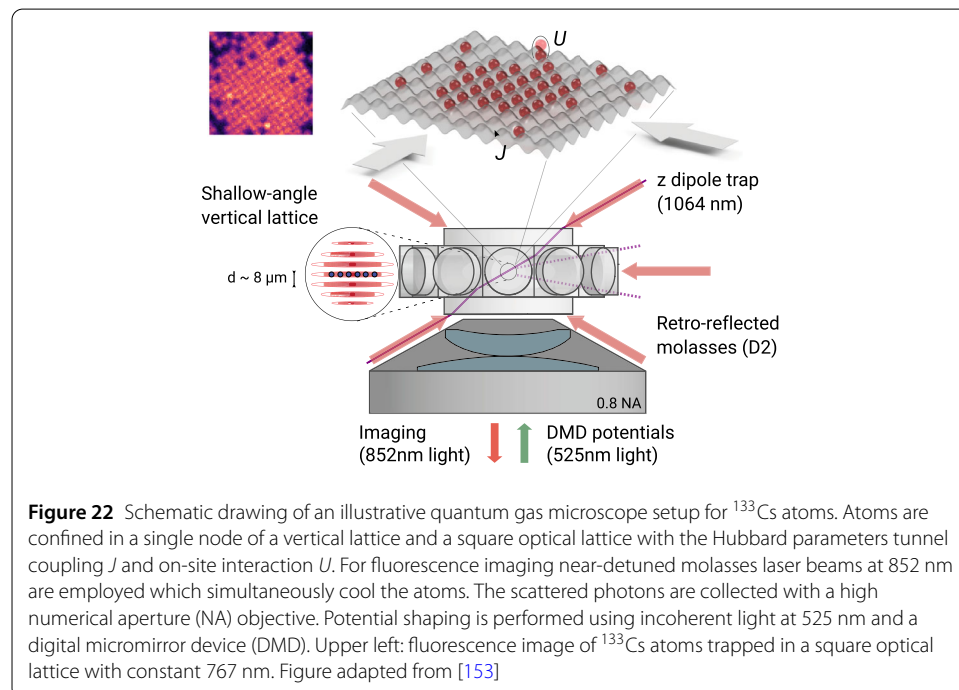 U
J
Shallow-angle
vertical lattice
z dipole trap
(1064 nm)
d ~ 8 μm
Retro-reflected
molasses (D2)
0.8 NA
Imaging
(852nm light)
DMD potentials
(525nm light)
Figure 22 Schematic drawing of an illustrative quantum gas microscope setup for ¹³³Cs atoms. Atoms are
confined in a single node of a vertical lattice and a square optical lattice with the Hubbard parameters tunnel
coupling J and on-site interaction U. For fluorescence imaging near-detuned molasses laser beams at 852 nm
are employed which simultaneously cool the atoms. The scattered photons are collected with a high
numerical aperture (NA) objective. Potential shaping is performed using incoherent light at 525 nm and a
digital micromirror device (DMD). Upper left: fluorescence image of ¹³³Cs atoms trapped in a square optical
lattice with constant 767 nm. Figure adapted from [153]